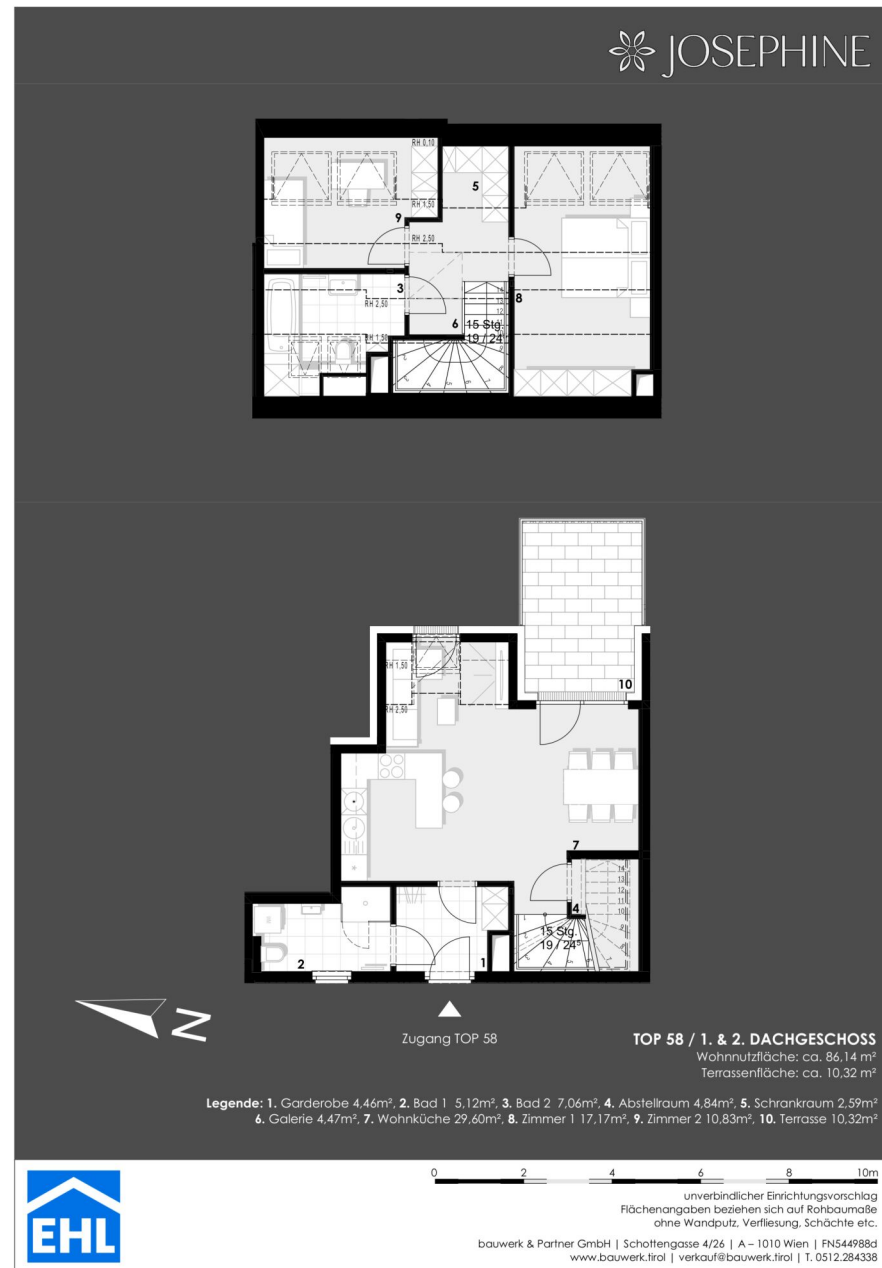 JOSEPHINE
RH 0,10
5
RH 1,50
9
RH 2,50
3
8
RH 2,50
6
15 Stg.
19 / 24
RH 1,50
10
RH 1,50
RH 2,50
7
4
15 Stg.
19 / 24⁵
2
1
N
Zugang TOP 58
TOP 58 / 1. & 2. DACHGESCHOSS
Wohnnutzfläche: ca. 86,14 m²
Terrassenfläche: ca. 10,32 m²
Legende: 1. Garderobe 4,46m², 2. Bad 1 5,12m², 3. Bad 2 7,06m², 4. Abstellraum 4,84m², 5. Schrankraum 2,59m²
6. Galerie 4,47m², 7. Wohnküche 29,60m², 8. Zimmer 1 17,17m², 9. Zimmer 2 10,83m², 10. Terrasse 10,32m²
0 2 4 6 8 10m
EHL
unverbindlicher Einrichtungsvorschlag
Flächenangaben beziehen sich auf Rohbaumaße
ohne Wandputz, Verfliesung, Schächte etc.
bauwerk & Partner GmbH | Schottengasse 4/26 | A – 1010 Wien | FN544988d
www.bauwerk.tirol | verkauf@bauwerk.tirol | T. 0512.284338